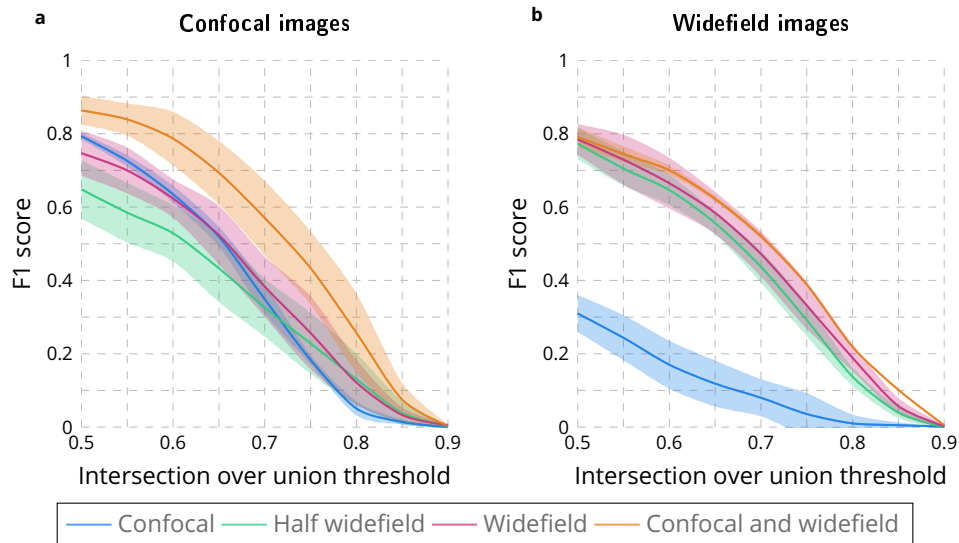 a
Confocal images
1
0.8
0.6
0.4
0.2
0
F1 score
0.5 0.6 0.7 0.8 0.9
Intersection over union threshold
b
Widefield images
1
0.8
0.6
0.4
0.2
0
F1 score
0.5 0.6 0.7 0.8 0.9
Intersection over union threshold
Confocal Half widefield Widefield Confocal and widefield